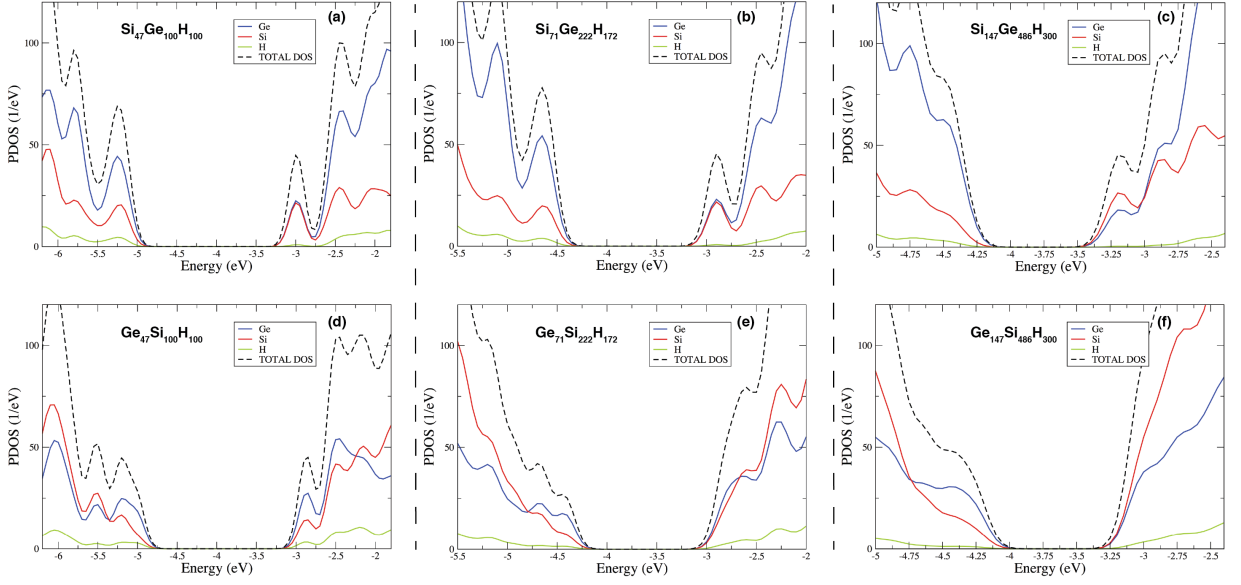 (a)
Si47Ge100H100
Ge
Si
H
TOTAL DOS
PDOS (1/eV)
100
50
0
-6 -5.5 -5 -4.5 -4 -3.5 -3 -2.5 -2
Energy (eV)
(b)
Si71Ge222H172
Ge
Si
H
TOTAL DOS
PDOS (1/eV)
100
50
0
-5.5 -5 -4.5 -4 -3.5 -3 -2.5 -2
Energy (eV)
(c)
Si147Ge486H300
Ge
Si
H
TOTAL DOS
PDOS (1/eV)
100
50
0
-5 -4.75 -4.5 -4.25 -4 -3.75 -3.5 -3.25 -3 -2.75 -2.5
Energy (eV)
(d)
Ge47Si100H100
Ge
Si
H
TOTAL DOS
PDOS (1/eV)
100
50
0
-6 -5.5 -5 -4.5 -4 -3.5 -3 -2.5 -2
Energy (eV)
(e)
Ge71Si222H172
Ge
Si
H
TOTAL DOS
PDOS (1/eV)
100
50
0
-5.5 -5 -4.5 -4 -3.5 -3 -2.5 -2
Energy (eV)
(f)
Ge147Si486H300
Ge
Si
H
TOTAL DOS
PDOS (1/eV)
100
50
0
-5 -4.75 -4.5 -4.25 -4 -3.75 -3.5 -3.25 -3 -2.75 -2.5
Energy (eV)